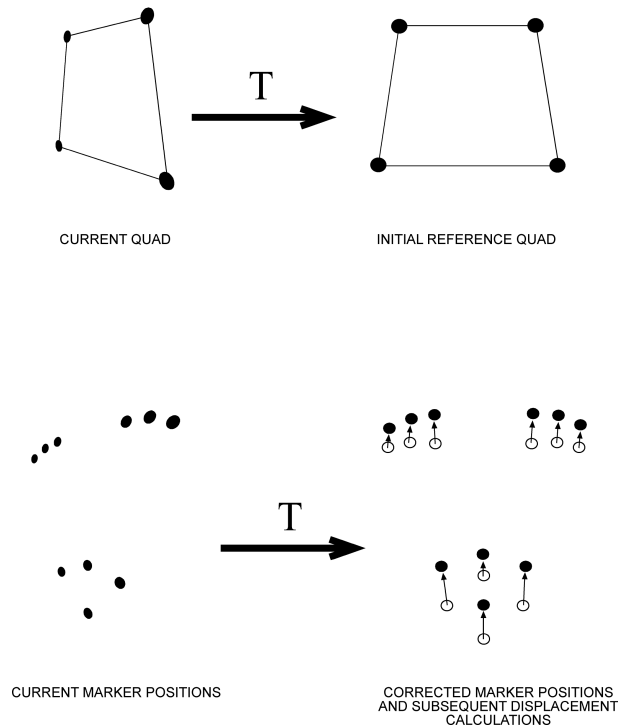 T
CURRENT QUAD
INITIAL REFERENCE QUAD
T
CURRENT MARKER POSITIONS
CORRECTED MARKER POSITIONS
AND SUBSEQUENT DISPLACEMENT
CALCULATIONS